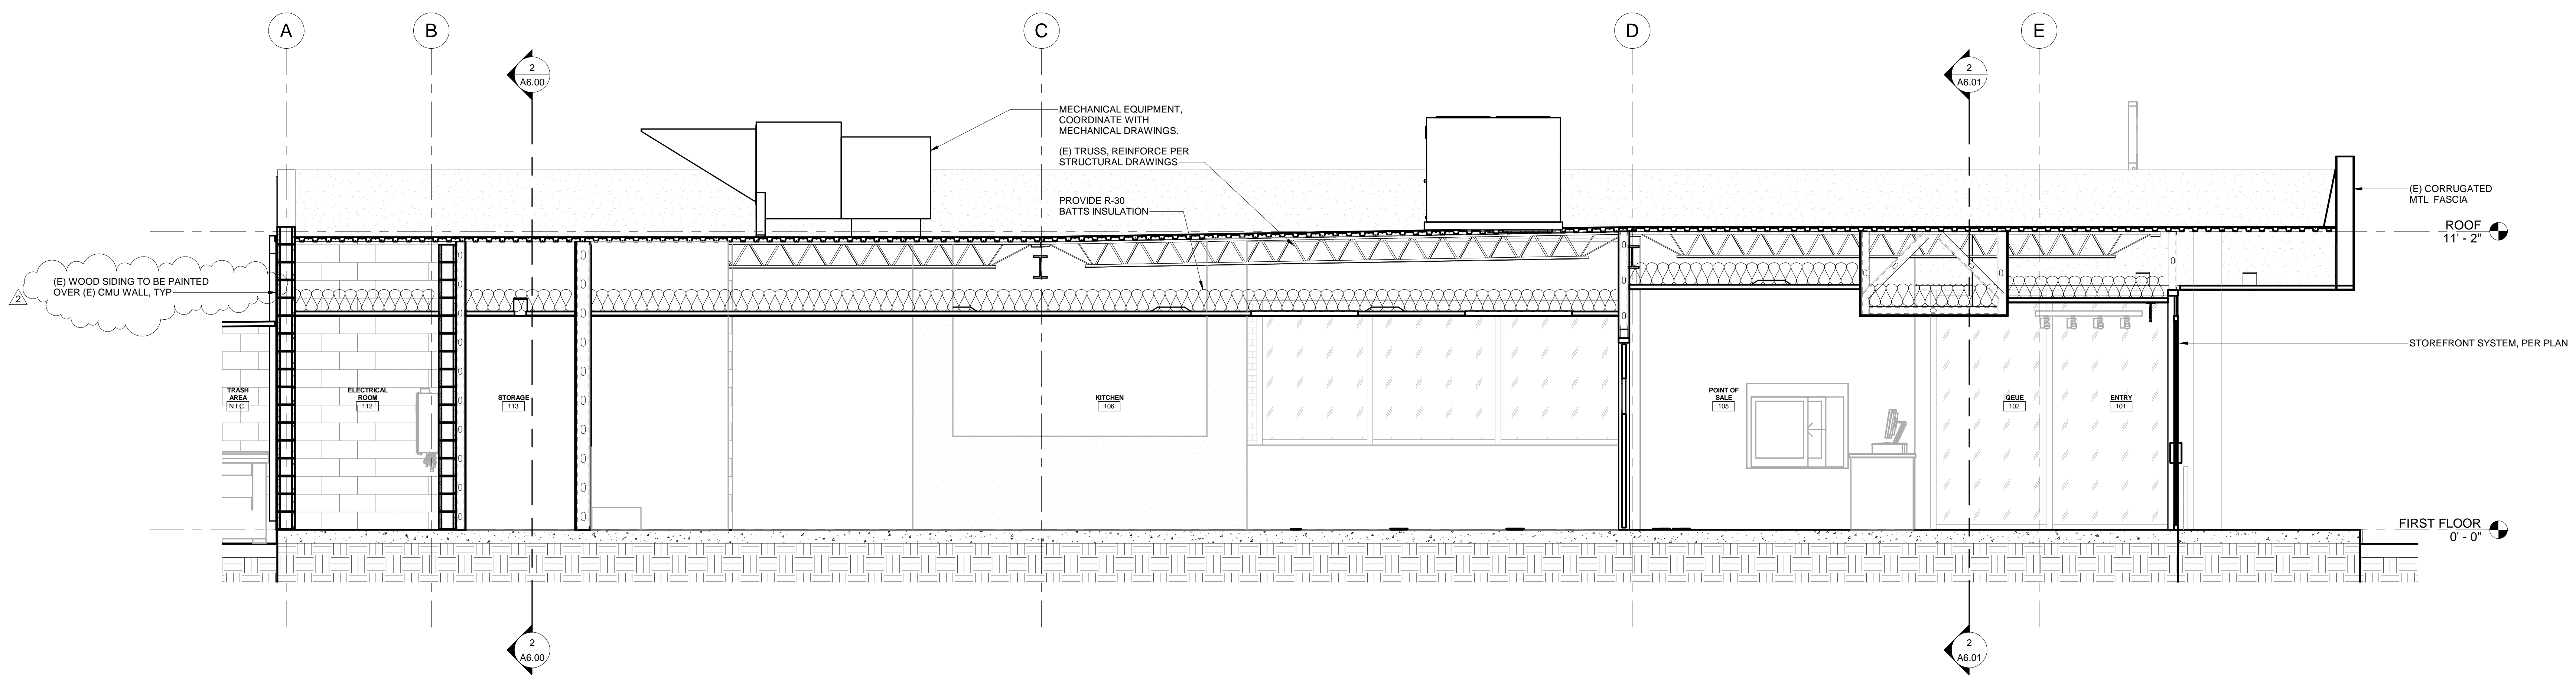 A
B
C
D
E
2
A6.00
2
A6.01
MECHANICAL EQUIPMENT,
COORDINATE WITH
MECHANICAL DRAWINGS.
(E) TRUSS, REINFORCE PER
STRUCTURAL DRAWINGS
PROVIDE R-30
BATTS INSULATION
(E) CORRUGATED
MTL  FASCIA
ROOF
11' - 2"
2
(E) WOOD SIDING TO BE PAINTED
OVER (E) CMU WALL, TYP
STOREFRONT SYSTEM, PER PLAN
TRASH
AREA
N.I.C.
ELECTRICAL
ROOM
112
STORAGE
113
KITCHEN
106
POINT OF
SALE
105
QEUE
102
ENTRY
101
FIRST FLOOR
0' - 0"
2
A6.00
2
A6.01